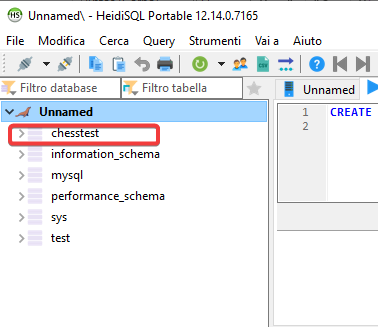 Unnamed\ - HeidiSQL Portable 12.14.0.7165
File Modifica Cerca Query Strumenti Vai a Aiuto
Filtro database Filtro tabella Unnamed
Unnamed
chesstest
information_schema
mysql
performance_schema
sys
test
1 CREATE
2